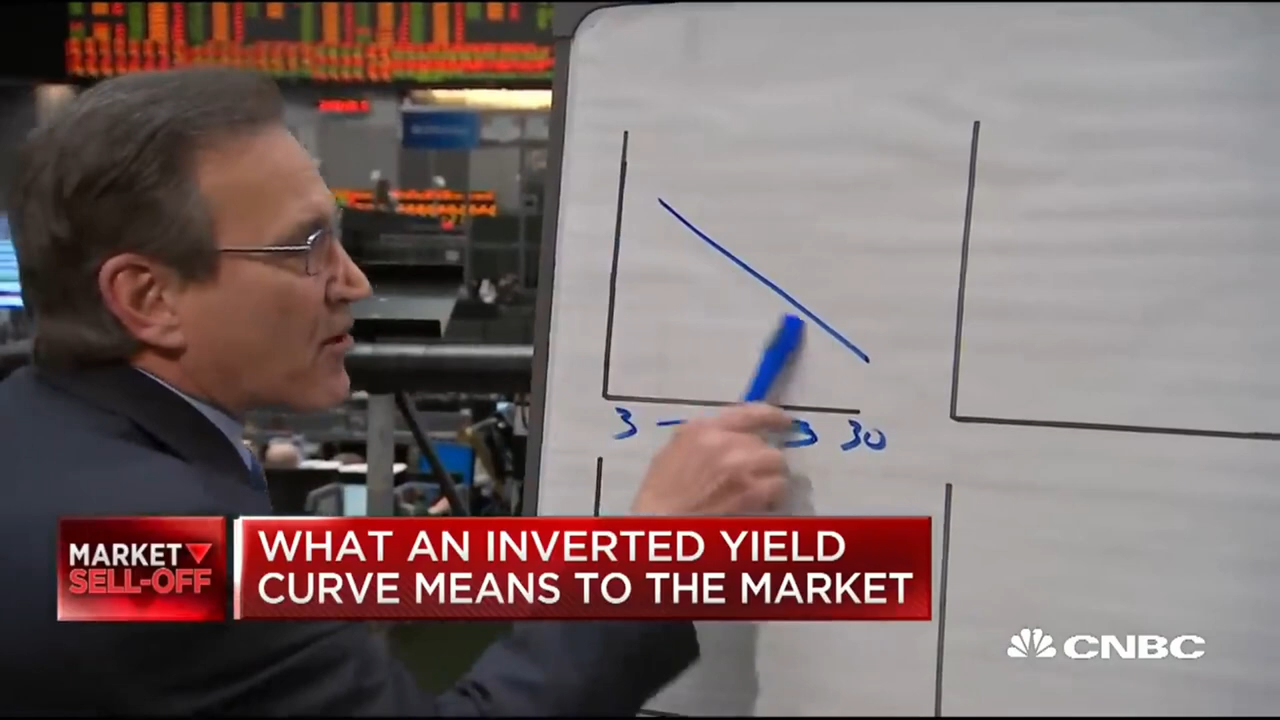 3 — 3 30
MARKET
SELL-OFF
WHAT AN INVERTED YIELD
CURVE MEANS TO THE MARKET
CNBC